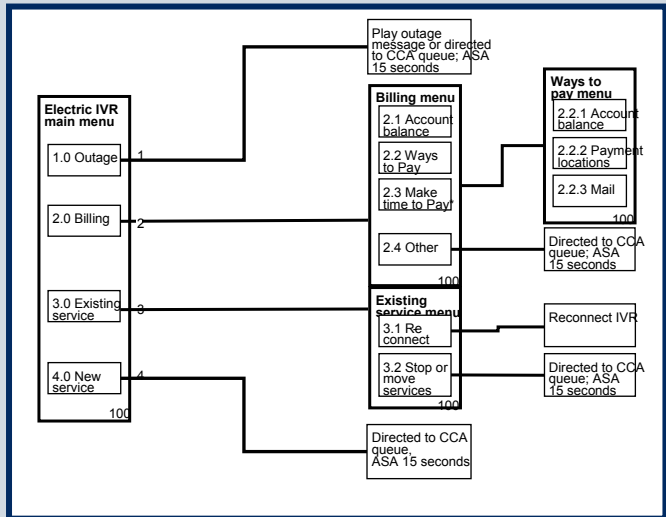 Play outage
message or directed
to CCA queue; ASA
15 seconds
Electric IVR
main menu
1.0 Outage
1
2.0 Billing
2
3.0 Existing
service
3
4.0 New
service
4
100
Billing menu
2.1 Account
balance
2.2 Ways
to Pay
2.3 Make
time to Pay*
2.4 Other
100
Ways to
pay menu
2.2.1 Account
balance
2.2.2 Payment
locations
2.2.3 Mail
100
Directed to CCA
queue; ASA
15 seconds
Existing
service menu
3.1 Re
connect
3.2 Stop or
move
services
100
Reconnect IVR
Directed to CCA
queue; ASA
15 seconds
Directed to CCA
queue,
ASA 15 seconds